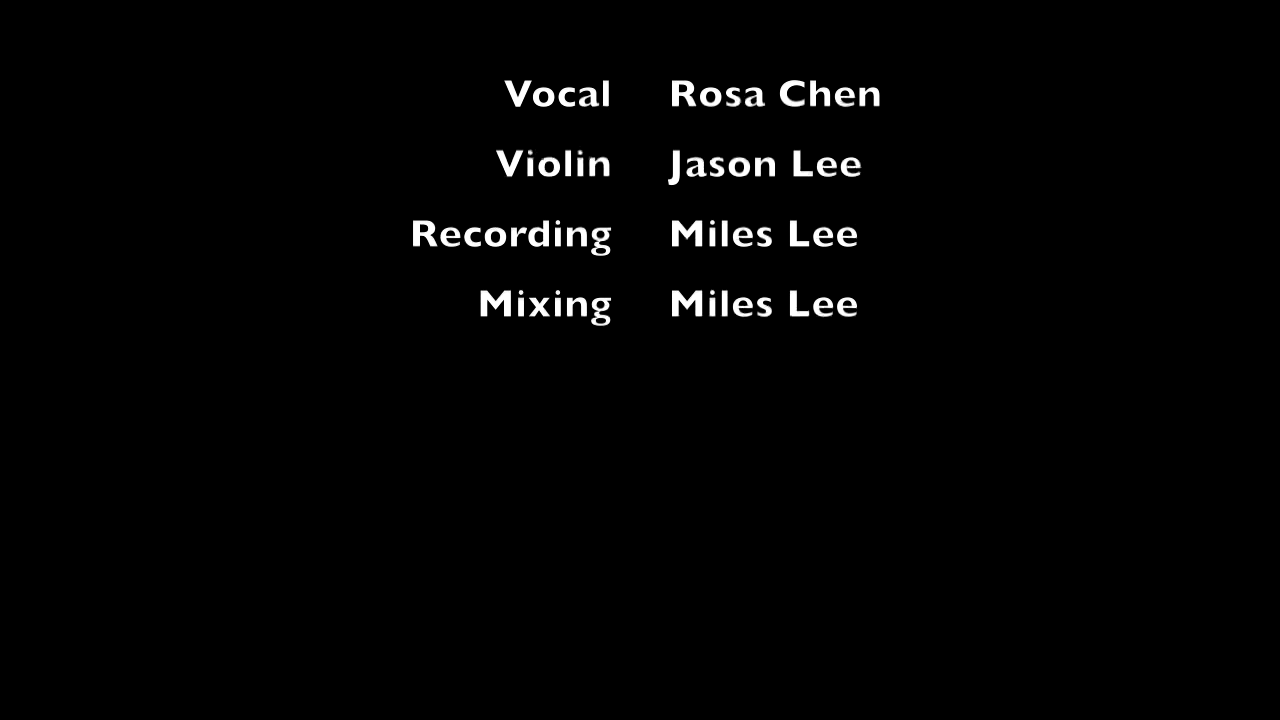 Vocal Rosa Chen
Violin Jason Lee
Recording Miles Lee
Mixing Miles Lee